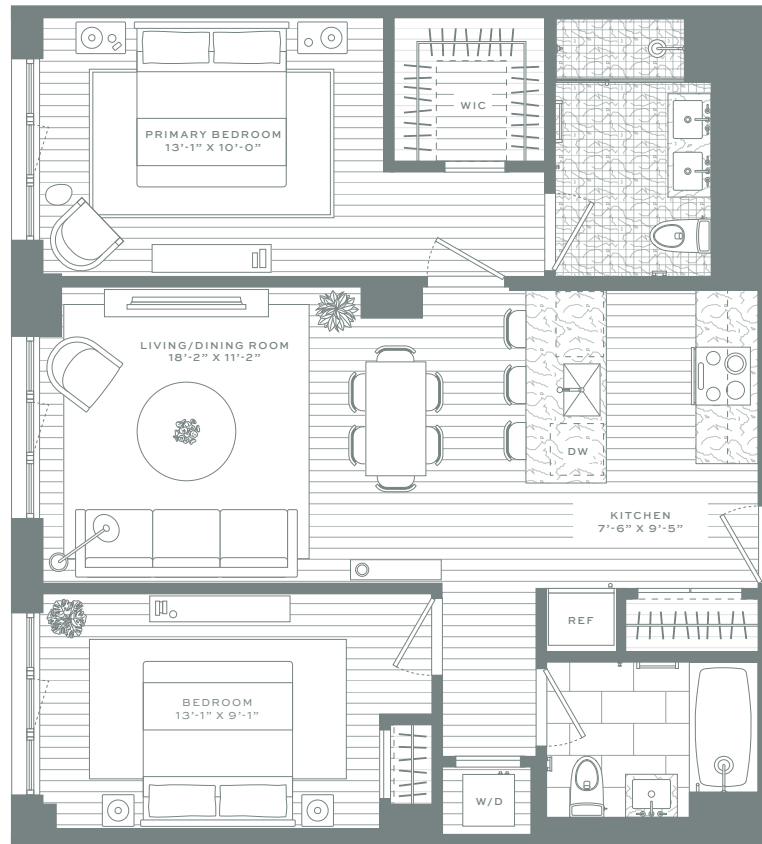 WIC
PRIMARY BEDROOM
13'-1" X 10'-0"
LIVING/DINING ROOM
18'-2" X 11'-2"
DW
KITCHEN
7'-6" X 9'-5"
REF
BEDROOM
13'-1" X 9'-1"
W/D